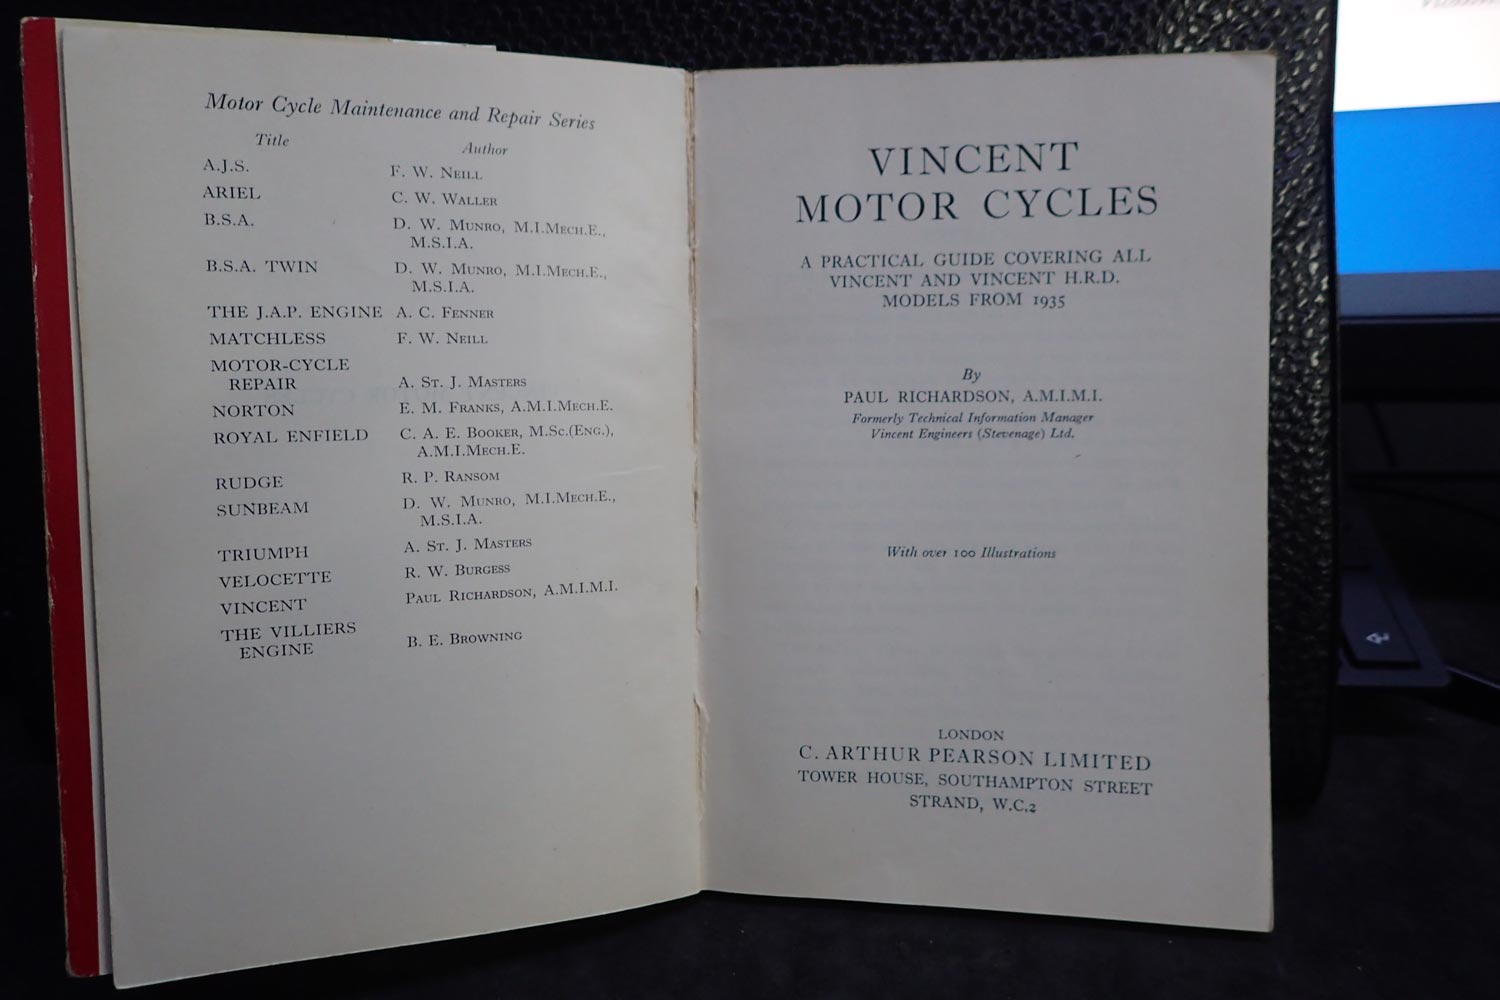 Motor Cycle Maintenance and Repair Series
Title Author
A.J.S. F. W. Neill
ARIEL C. W. Waller
B.S.A. D. W. Munro, M.I.Mech.E.,
M.S.I.A.
B.S.A. TWIN D. W. Munro, M.I.Mech.E.,
M.S.I.A.
THE J.A.P. ENGINE A. C. Fenner
MATCHLESS F. W. Neill
MOTOR-CYCLE
REPAIR A. St. J. Masters
NORTON E. M. Franks, A.M.I.Mech.E.
ROYAL ENFIELD C. A. E. Booker, M.Sc.(Eng.),
A.M.I.Mech.E.
RUDGE R. P. Ransom
SUNBEAM D. W. Munro, M.I.Mech.E.,
M.S.I.A.
TRIUMPH A. St. J. Masters
VELOCETTE R. W. Burgess
VINCENT Paul Richardson, A.M.I.M.I.
THE VILLIERS
ENGINE B. E. Browning
VINCENT
MOTOR CYCLES
A PRACTICAL GUIDE COVERING ALL
VINCENT AND VINCENT H.R.D.
MODELS FROM 1935
By
PAUL RICHARDSON, A.M.I.M.I.
Formerly Technical Information Manager
Vincent Engineers (Stevenage) Ltd.
With over 100 Illustrations
LONDON
C. ARTHUR PEARSON LIMITED
TOWER HOUSE, SOUTHAMPTON STREET
STRAND, W.C.2